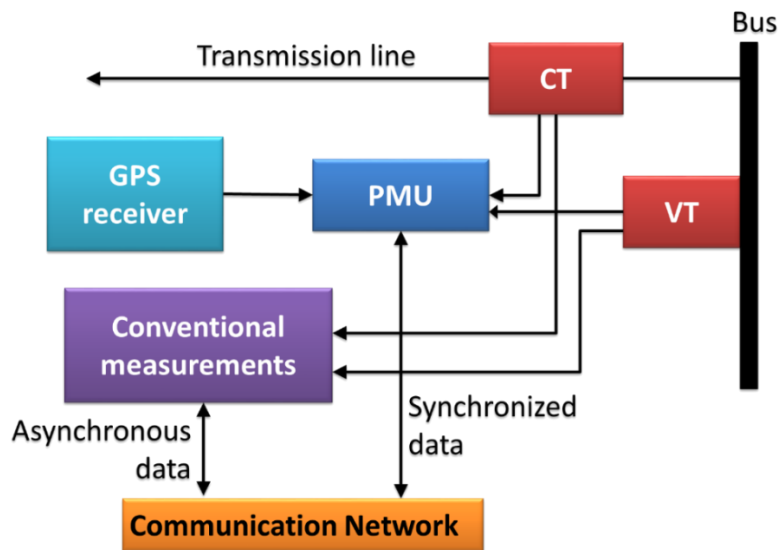 Bus
Transmission line
CT
GPS
receiver
PMU
VT
Conventional
measurements
Synchronized
data
Asynchronous
data
Communication Network